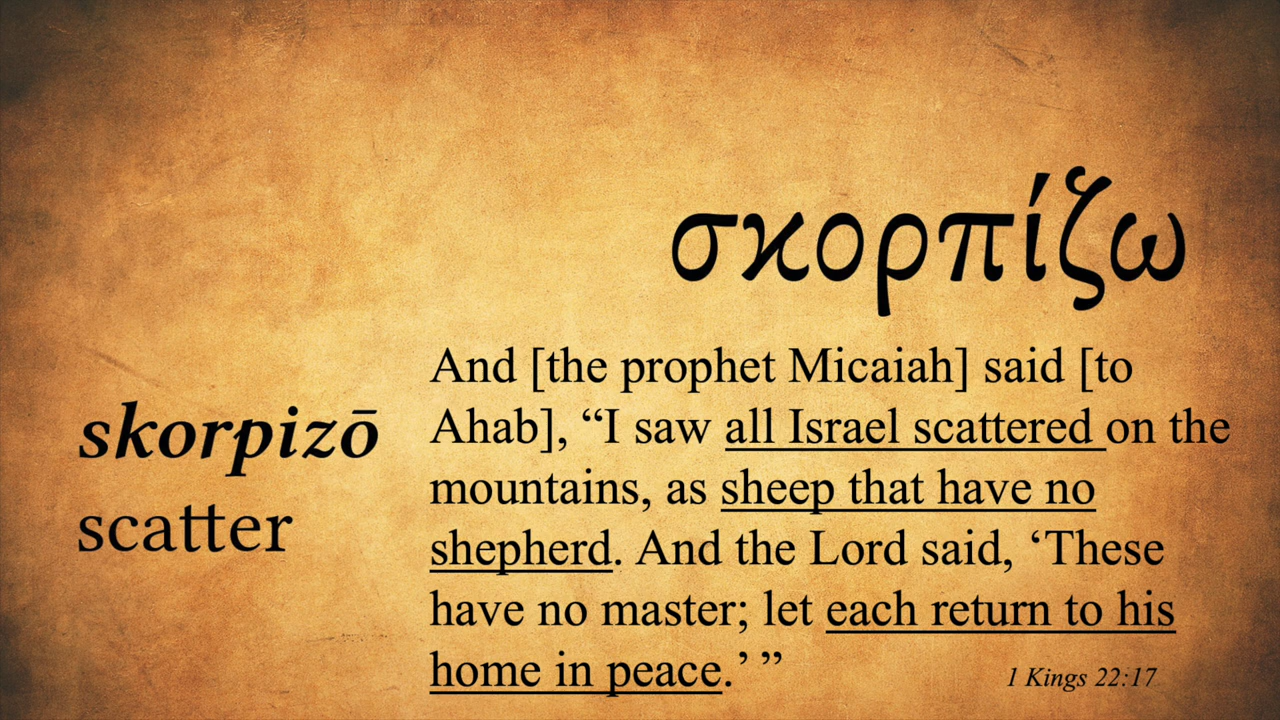 σκορπίζω
skorpizō
scatter
And [the prophet Micaiah] said [to
Ahab], “I saw all Israel scattered on the
mountains, as sheep that have no
shepherd. And the Lord said, ‘These
have no master; let each return to his
home in peace.’ ”
1 Kings 22:17